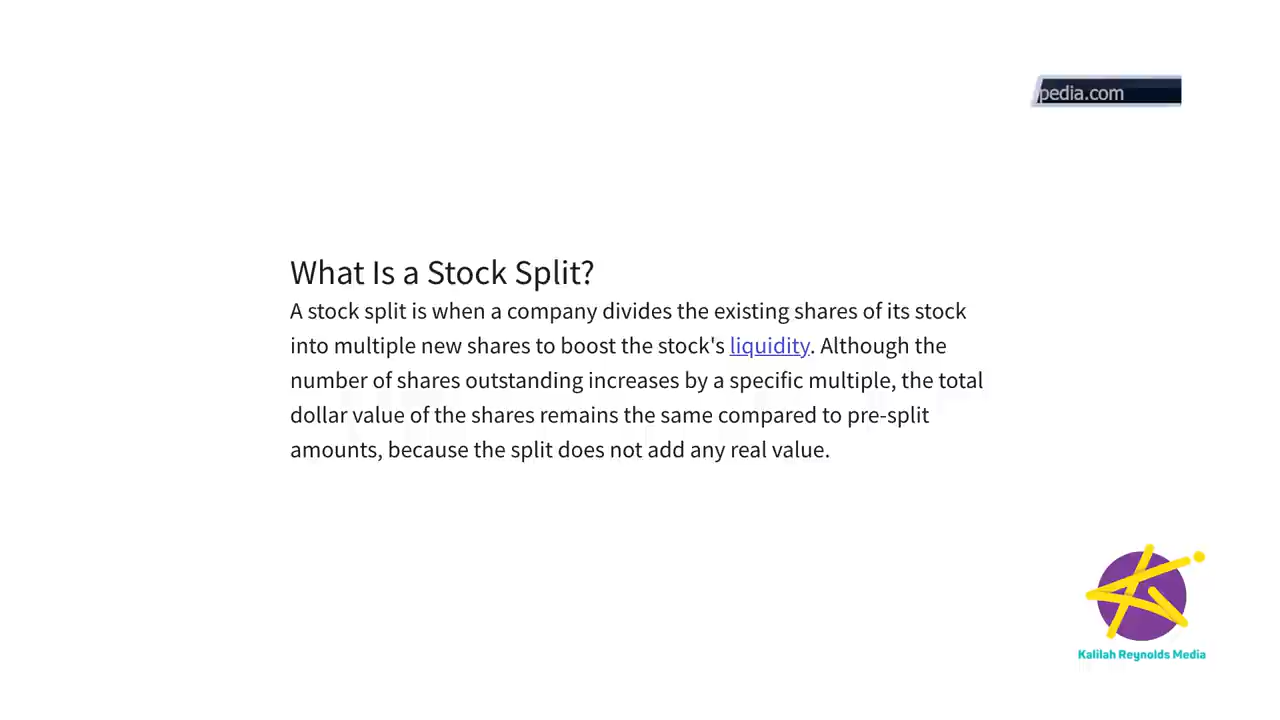 pedia.com
What Is a Stock Split?
A stock split is when a company divides the existing shares of its stock
into multiple new shares to boost the stock's liquidity. Although the
number of shares outstanding increases by a specific multiple, the total
dollar value of the shares remains the same compared to pre-split
amounts, because the split does not add any real value.
Kalilah Reynolds Media